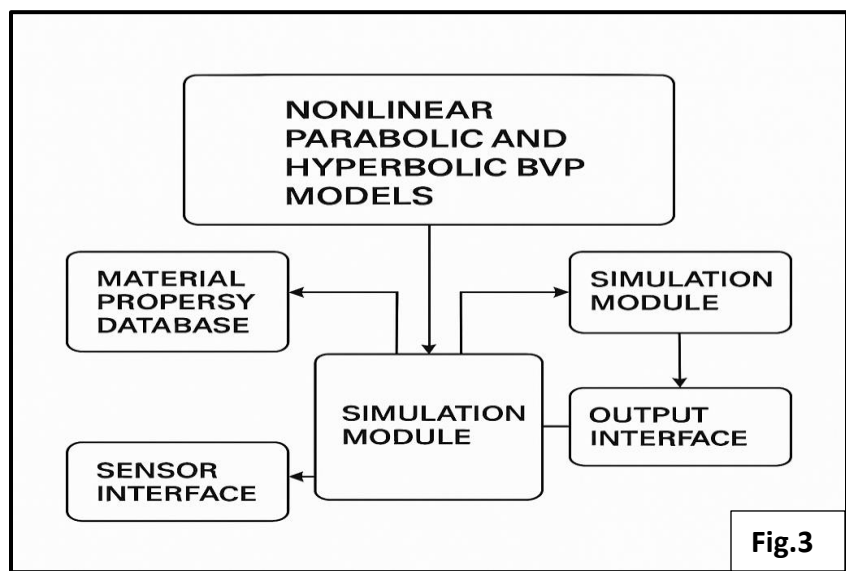 NONLINEAR
PARABOLIC AND
HYPERBOLIC BVP
MODELS
MATERIAL
PROPERSY
DATABASE
SIMULATION
MODULE
SIMULATION
MODULE
OUTPUT
INTERFACE
SENSOR
INTERFACE
Fig.3